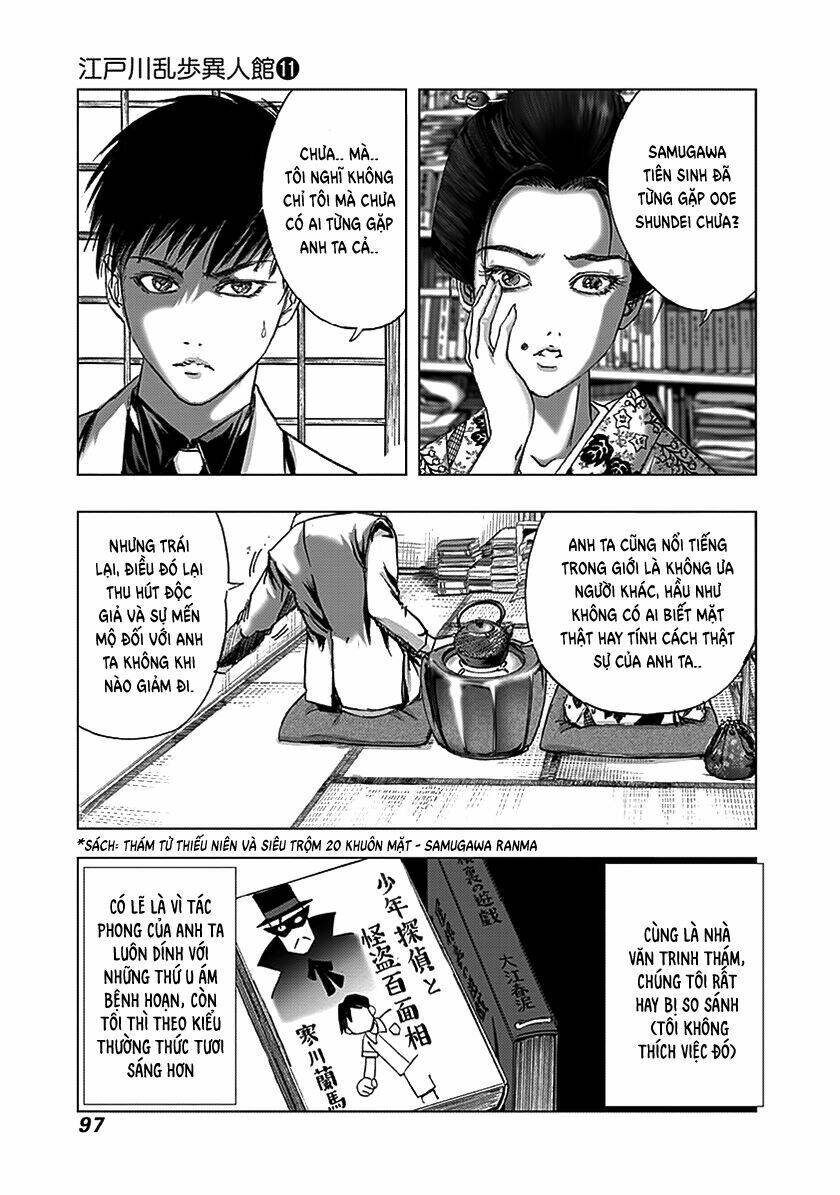 江戸川乱歩異人館⓫
SAMUGAWA
TIÊN SINH ĐÃ
TỪNG GẶP OOE
SHUNDEI CHƯA?
CHƯA.. MÀ..
TÔI NGHĨ KHÔNG
CHỈ TÔI MÀ CHƯA
CÓ AI TỪNG GẶP
ANH TA CẢ..
ANH TA CŨNG NỔI TIẾNG
TRONG GIỚI LÀ KHÔNG ƯA
NGƯỜI KHÁC, HẦU NHƯ
KHÔNG CÓ AI BIẾT MẶT
THẬT HAY TÍNH CÁCH THẬT
SỰ CỦA ANH TA..
NHƯNG TRÁI
LẠI, ĐIỀU ĐÓ LẠI
THU HÚT ĐỘC
GIẢ VÀ SỰ MẾN
MỘ ĐỐI VỚI ANH
TA KHÔNG KHI
NÀO GIẢM ĐI.
*SÁCH: THÁM TỬ THIẾU NIÊN VÀ SIÊU TRỘM 20 KHUÔN MẶT - SAMUGAWA RANMA
CÙNG LÀ NHÀ
VĂN TRINH THÁM,
CHÚNG TÔI RẤT
HAY BỊ SO SÁNH
(TÔI KHÔNG
THÍCH VIỆC ĐÓ)
裏の遊戯
大江春泥
少年探偵と
怪盗百面相
寒川蘭馬
CÓ LẼ LÀ VÌ TÁC
PHONG CỦA ANH TA
LUÔN DÍNH VỚI
NHỮNG THỨ U ÁM
BỆNH HOẠN, CÒN
TÔI THÌ THEO KIỂU
THƯỜNG THỨC TƯƠI
SÁNG HƠN
97